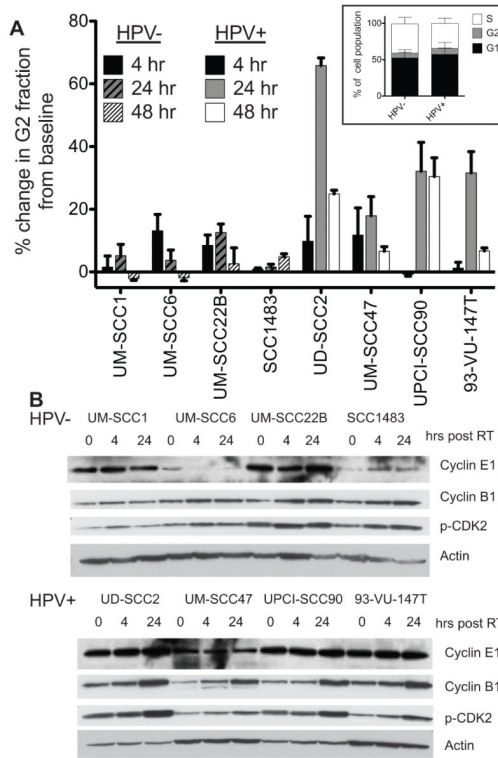 A
% change in G2 fraction
from baseline
80
60
40
20
0
HPV- HPV+
4 hr 4 hr
24 hr 24 hr
48 hr 48 hr
% of cell population
100
50
0
HPV- HPV+
S
G2
G1
UM-SCC1 UM-SCC6 UM-SCC22B SCC1483 UD-SCC2 UM-SCC47 UPCI-SCC90 93-VU-147T
B
HPV- UM-SCC1 UM-SCC6 UM-SCC22B SCC1483
0 4 24 0 4 24 0 4 24 0 4 24 hrs post RT
Cyclin E1
Cyclin B1
p-CDK2
Actin
HPV+ UD-SCC2 UM-SCC47 UPCI-SCC90 93-VU-147T
0 4 24 0 4 24 0 4 24 0 4 24 hrs post RT
Cyclin E1
Cyclin B1
p-CDK2
Actin